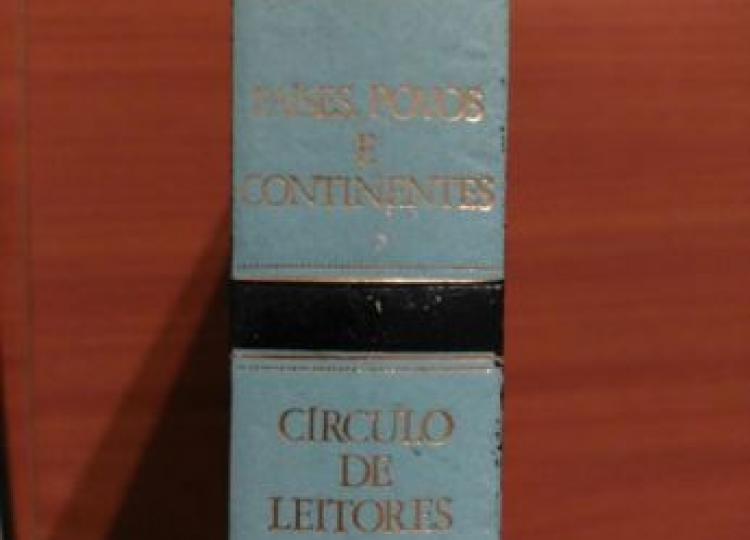 PAÍSES, POVOS
E
CONTINENTES
CÍRCULO
DE
LEITORES